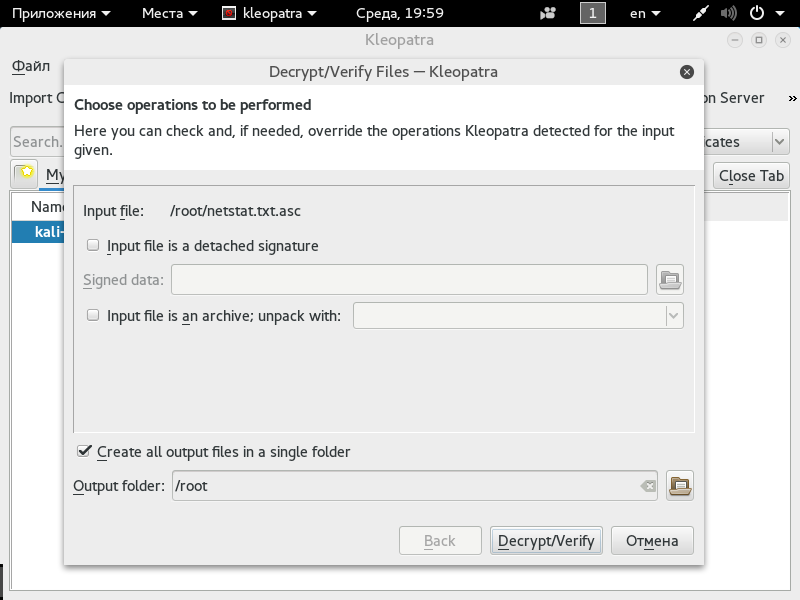 Приложения Места kleopatra Среда, 19:59 1 en
Kleopatra
Файл
Import C on Server »
Search. icates
My Close Tab
Name
kali-
Decrypt/Verify Files — Kleopatra
Choose operations to be performed
Here you can check and, if needed, override the operations Kleopatra detected for the input
given.
Input file: /root/netstat.txt.asc
Input file is a detached signature
Signed data:
Input file is an archive; unpack with:
Create all output files in a single folder
Output folder: /root
Back Decrypt/Verify Отмена